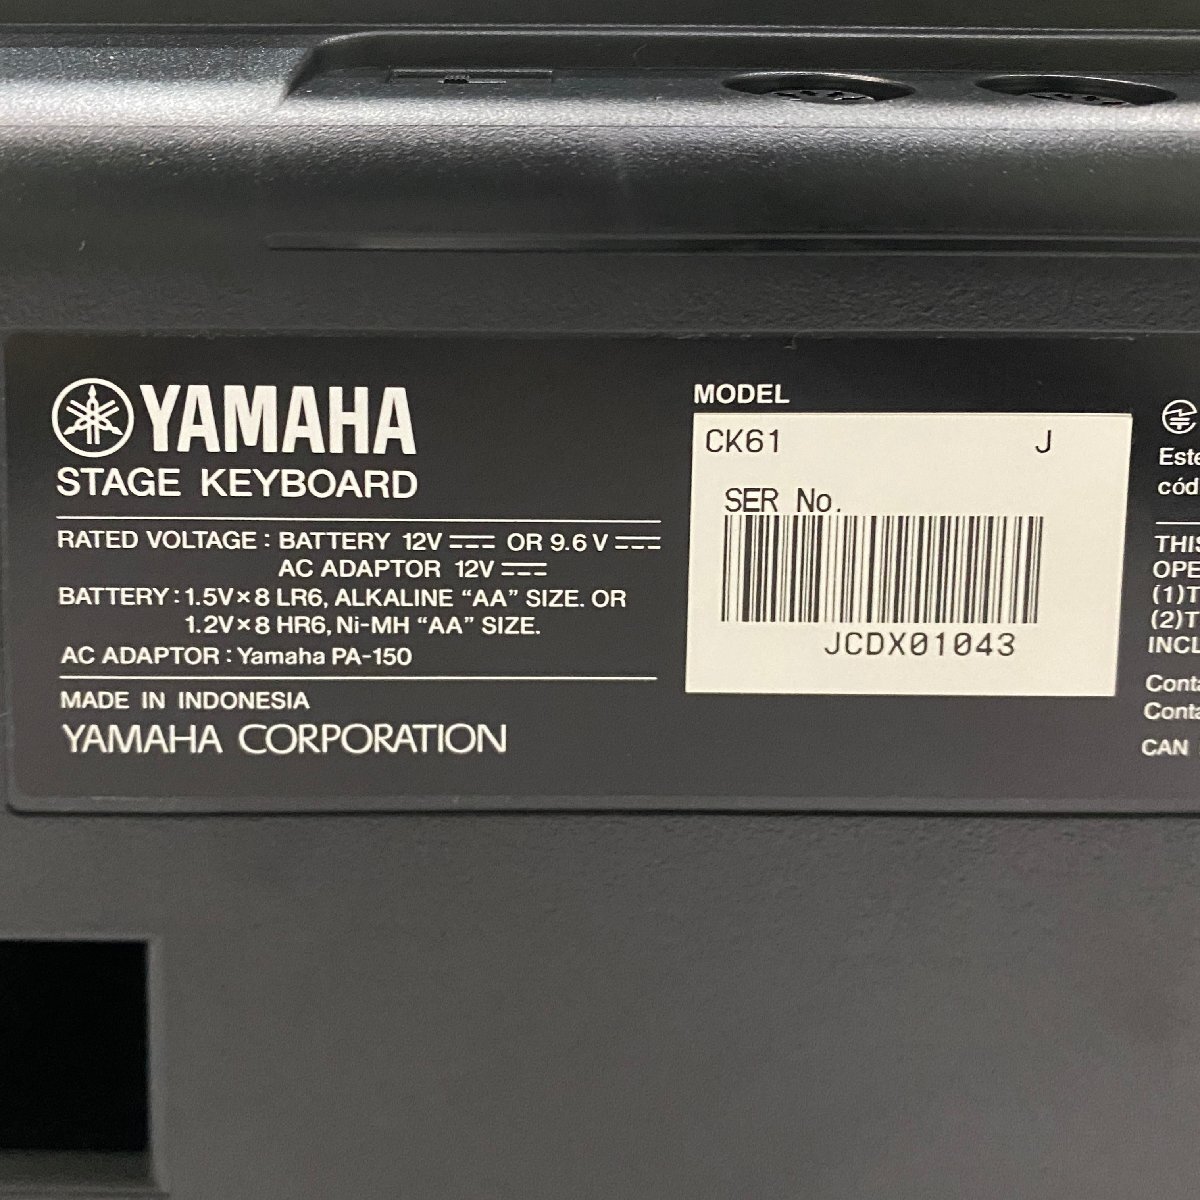 YAMAHA
STAGE KEYBOARD
RATED VOLTAGE : BATTERY 12V ⎓ OR 9.6 V ⎓
AC ADAPTOR 12V ⎓
BATTERY : 1.5V×8 LR6, ALKALINE “AA” SIZE. OR
1.2V×8 HR6, Ni-MH “AA” SIZE.
AC ADAPTOR : Yamaha PA-150
MADE IN INDONESIA
YAMAHA CORPORATION
MODEL
CK61 J
SER No.
JCDX01043
Este
cód
THIS
OPE
(1)T
(2)T
INCL
Conta
Conta
CAN